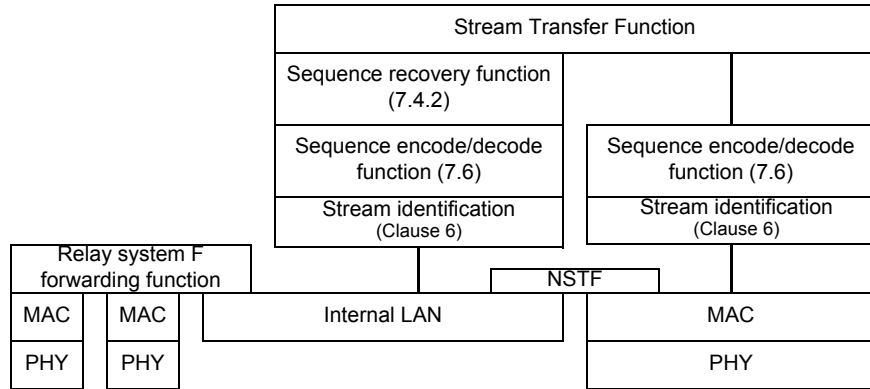 Stream Transfer Function
Sequence recovery function
(7.4.2)
Sequence encode/decode
function (7.6)
Sequence encode/decode
function (7.6)
Stream identification
(Clause 6)
Stream identification
(Clause 6)
Relay system F
forwarding function
NSTF
MAC
MAC
Internal LAN
MAC
PHY
PHY
PHY